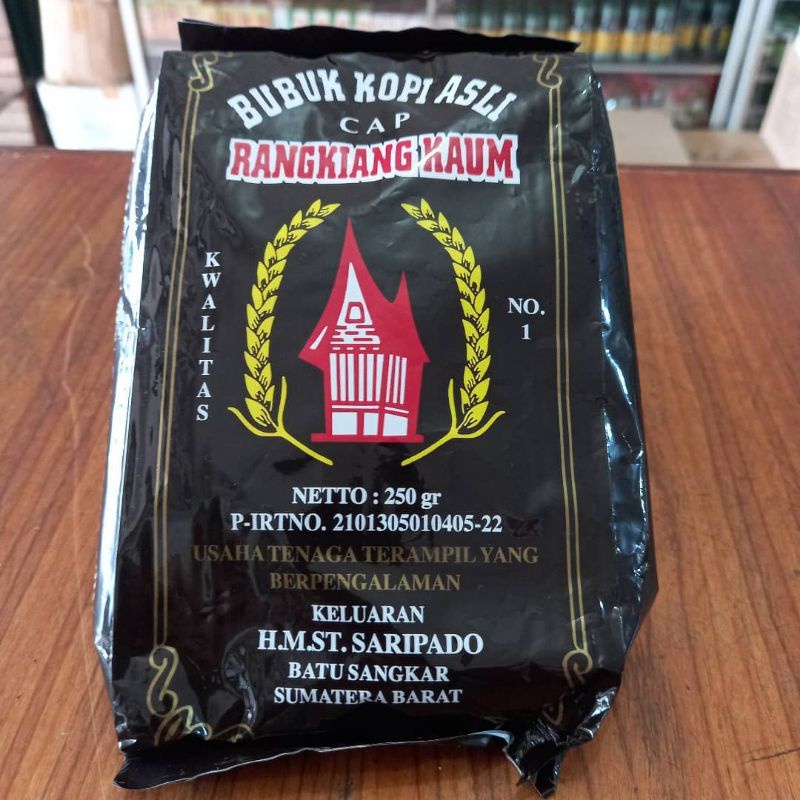 BUBUK KOPI ASLI
CAP
RANGKIANG KAUM
KWALITAS
NO.
1
NETTO : 250 gr
P-IRTNO. 2101305010405-22
USAHA TENAGA TERAMPIL YANG
BERPENGALAMAN
KELUARAN
H.M.ST. SARIPADO
BATU SANGKAR
SUMATERA BARAT